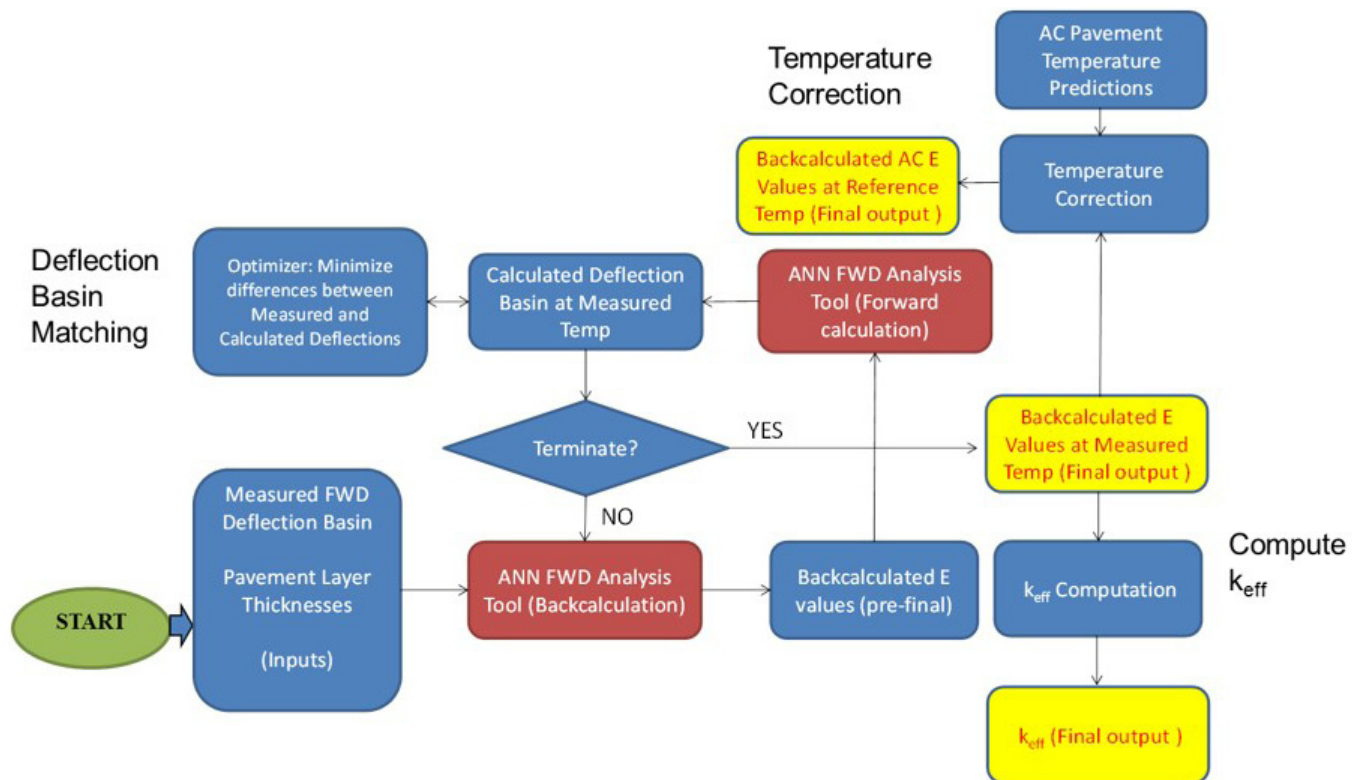 Temperature
Correction
AC Pavement
Temperature
Predictions
Backcalculated AC E
Values at Reference
Temp (Final output )
Temperature
Correction
Deflection
Basin
Matching
Optimizer: Minimize
differences between
Measured and
Calculated Deflections
Calculated Deflection
Basin at Measured
Temp
ANN FWD Analysis
Tool (Forward
calculation)
Terminate?
YES
NO
Backcalculated E
Values at Measured
Temp (Final output )
START
Measured FWD
Deflection Basin
Pavement Layer
Thicknesses
(Inputs)
ANN FWD Analysis
Tool (Backcalculation)
Backcalculated E
values (pre-final)
keff Computation
Compute
keff
keff (Final output )